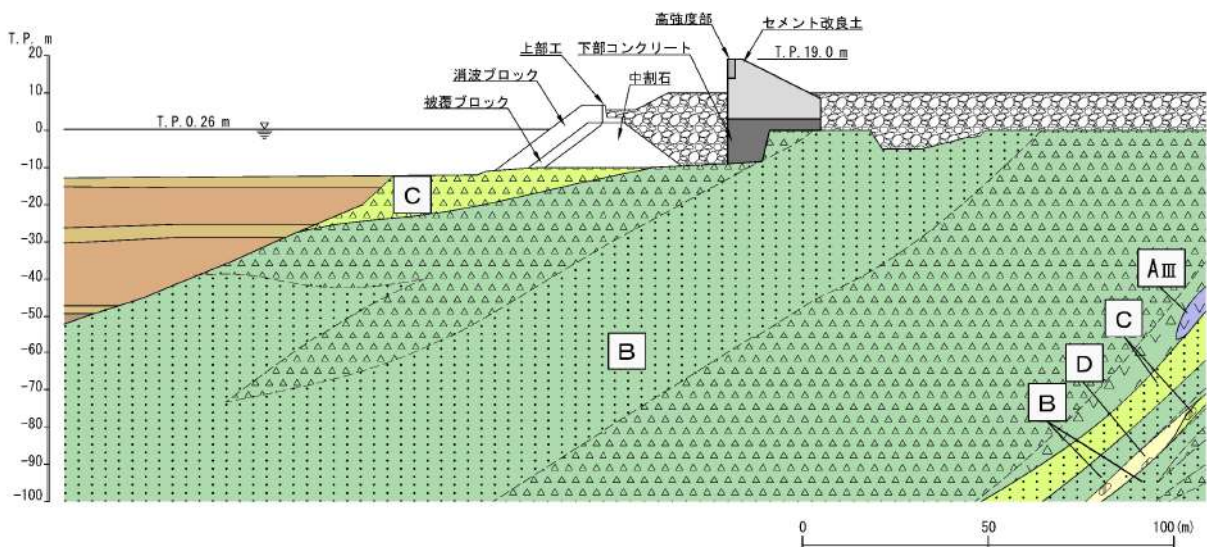 高強度部
セメント改良土
T.P. m
上部工
下部コンクリート
T.P.19.0 m
20
消波ブロック
中割石
10
被覆ブロック
T.P.0.26 m
0
-10
C
-20
-30
-40
AⅢ
-50
C
B
-60
D
-70
B
-80
-90
-100
0
50
100(m)